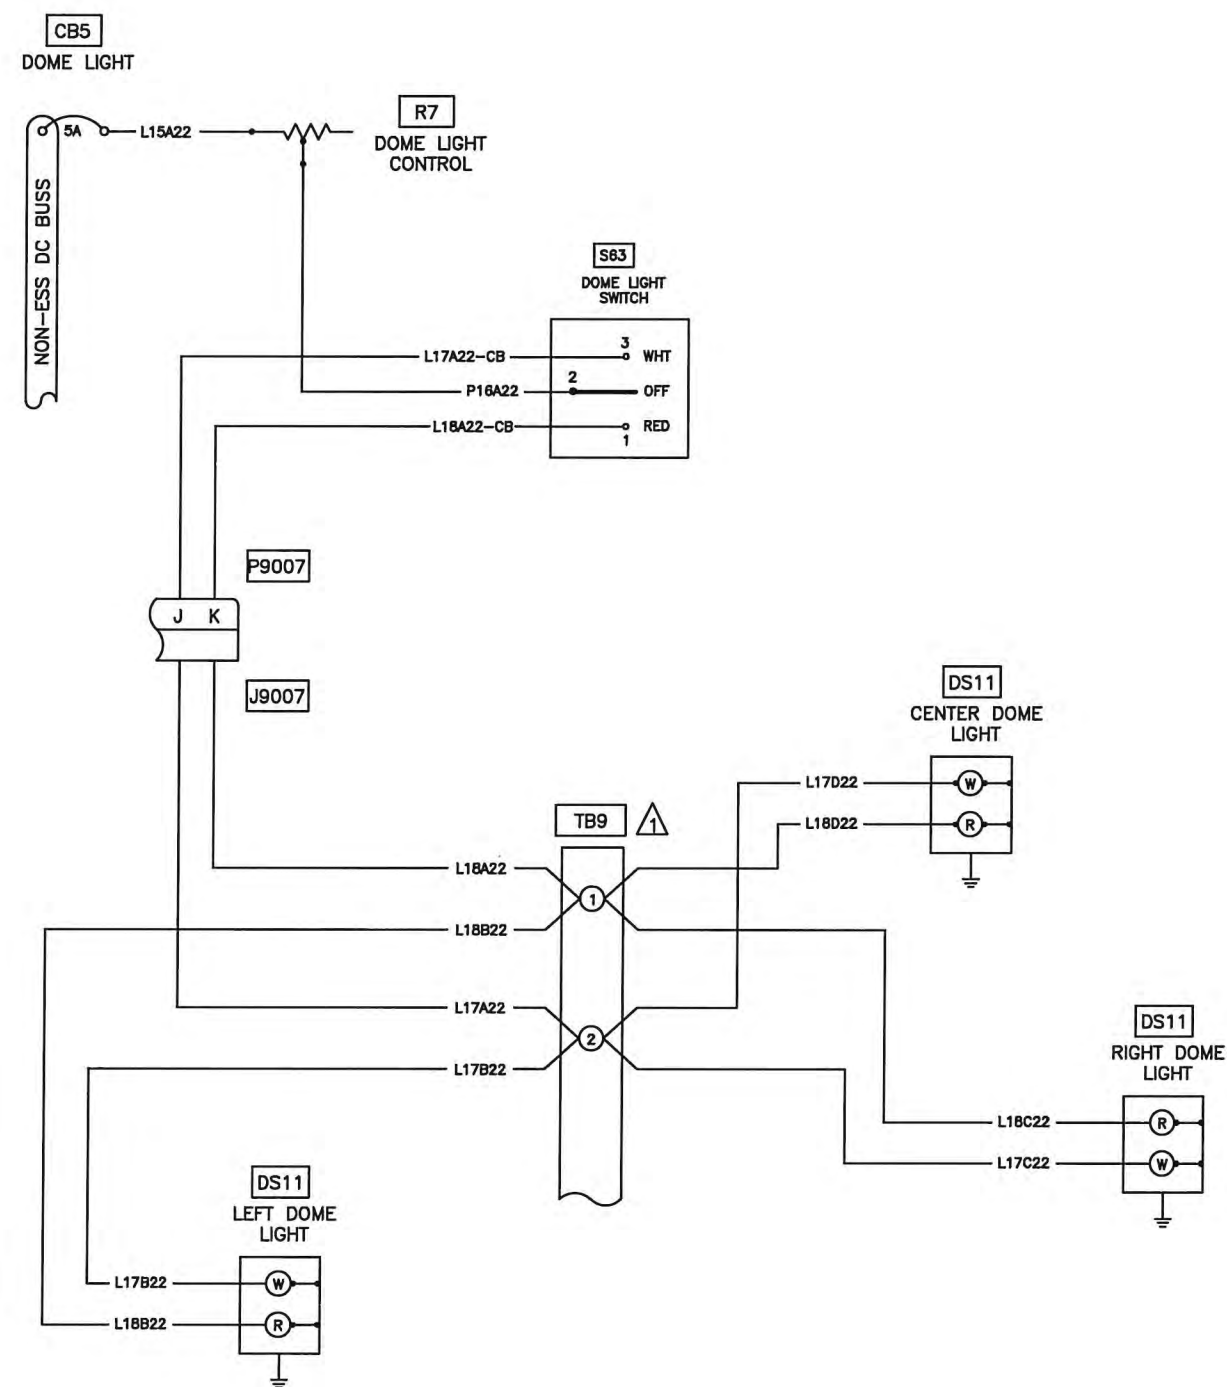 CB5
DOME LIGHT
5A
L15A22
R7
DOME LIGHT
CONTROL
NON-ESS DC BUSS
S63
DOME LIGHT
SWITCH
L17A22-CB
3
WHT
P16A22
2
OFF
L18A22-CB
RED
1
P9007
J K
J9007
DS11
CENTER DOME
LIGHT
L17D22
W
TB9
1
L18D22
R
L18A22
1
L18B22
L17A22
2
L17B22
DS11
RIGHT DOME
LIGHT
L18C22
R
L17C22
W
DS11
LEFT DOME
LIGHT
L17B22
W
L18B22
R